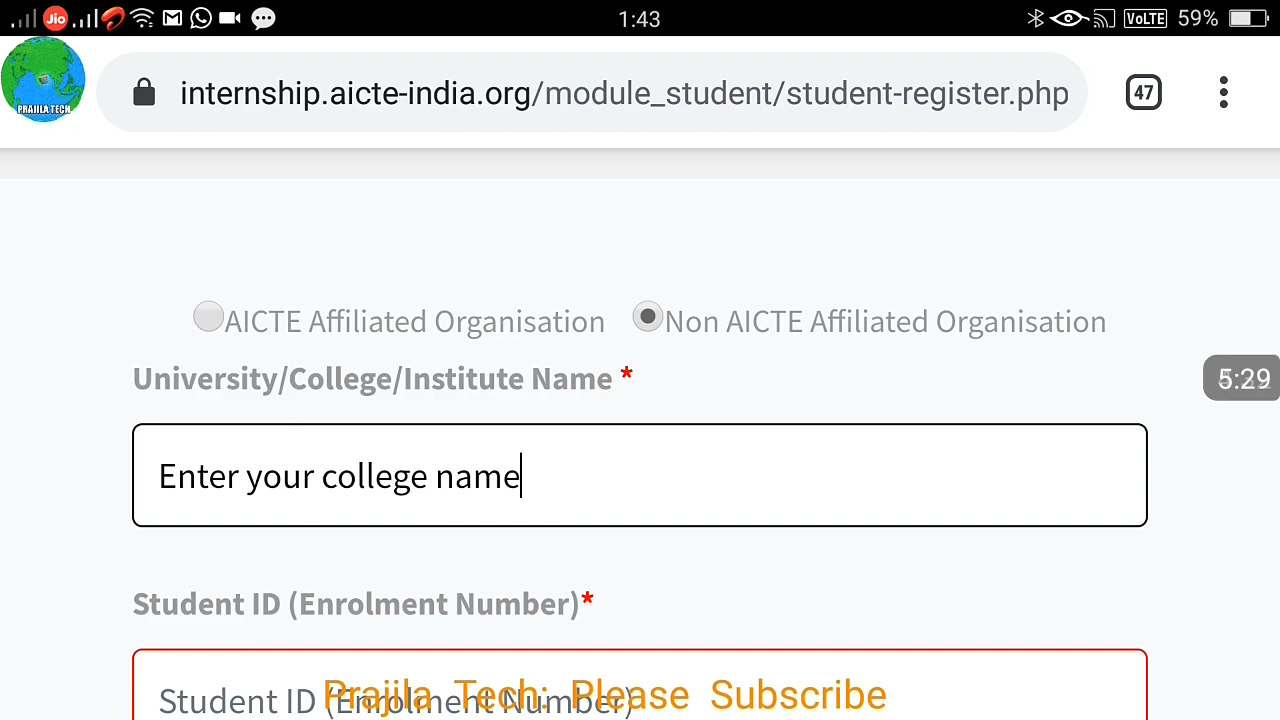 Jio 1:43 VoLTE 59%
PRAJILA TECH
internship.aicte-india.org/module_student/student-register.php 47
AICTE Affiliated Organisation Non AICTE Affiliated Organisation
University/College/Institute Name *
5:29
Enter your college name
Student ID (Enrolment Number)*
Student ID (Enrolment Number)
Prajila Tech: Please Subscribe